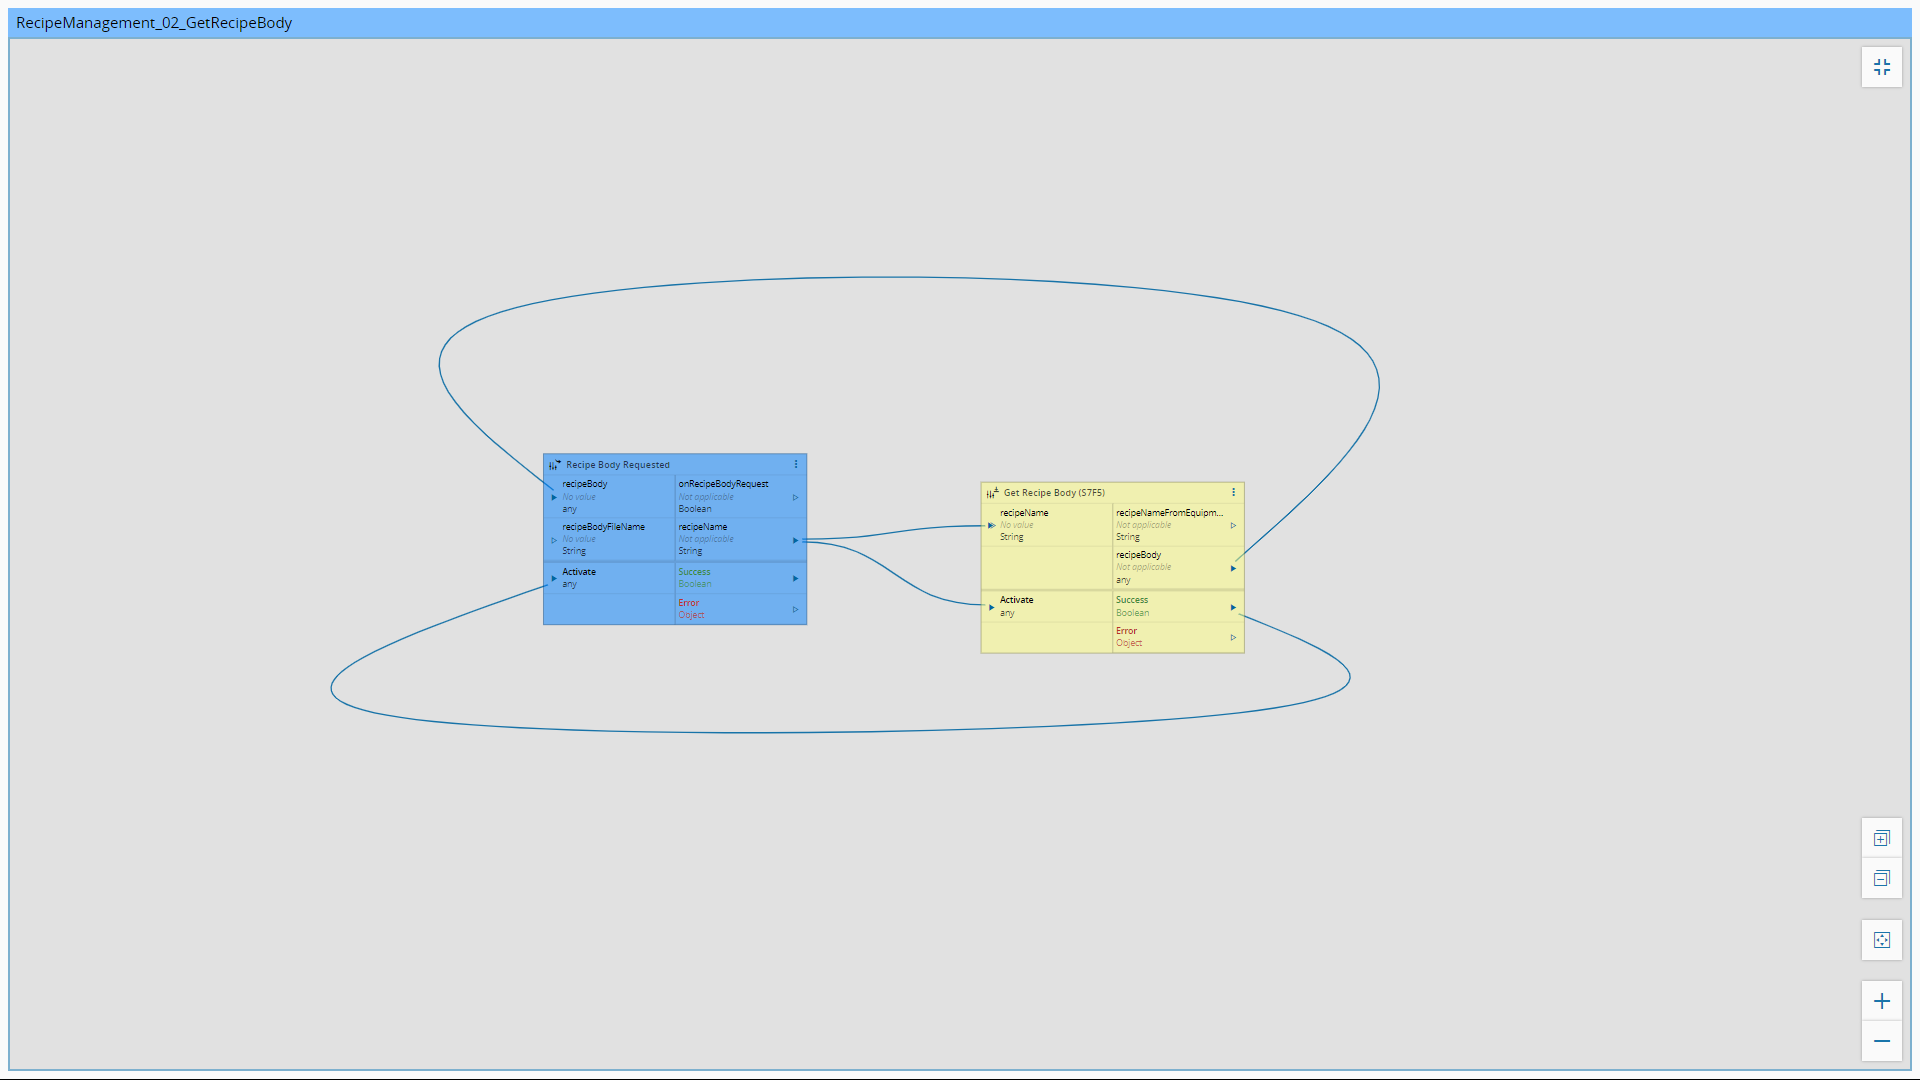 RecipeManagement_02_GetRecipeBody
Recipe Body Requested
recipeBody
No value
any
onRecipeBodyRequest
Not applicable
Boolean
recipeBodyFileName
No value
String
recipeName
Not applicable
String
Activate
any
Success
Boolean
Error
Object
Get Recipe Body (S7F5)
recipeName
No value
String
recipeNameFromEquipm...
Not applicable
String
recipeBody
Not applicable
any
Activate
any
Success
Boolean
Error
Object